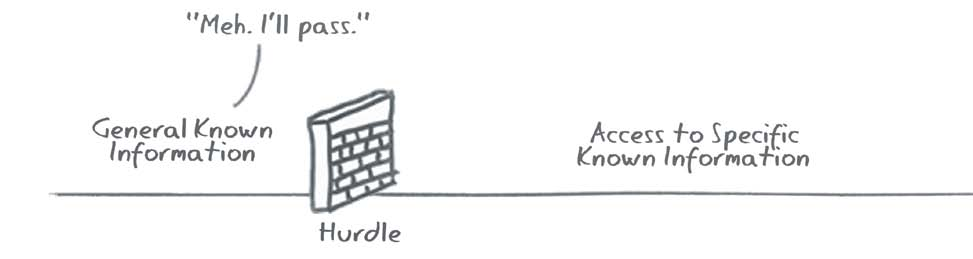 "Meh. I'll pass."
General Known
Information
Access to Specific
Known Information
Hurdle